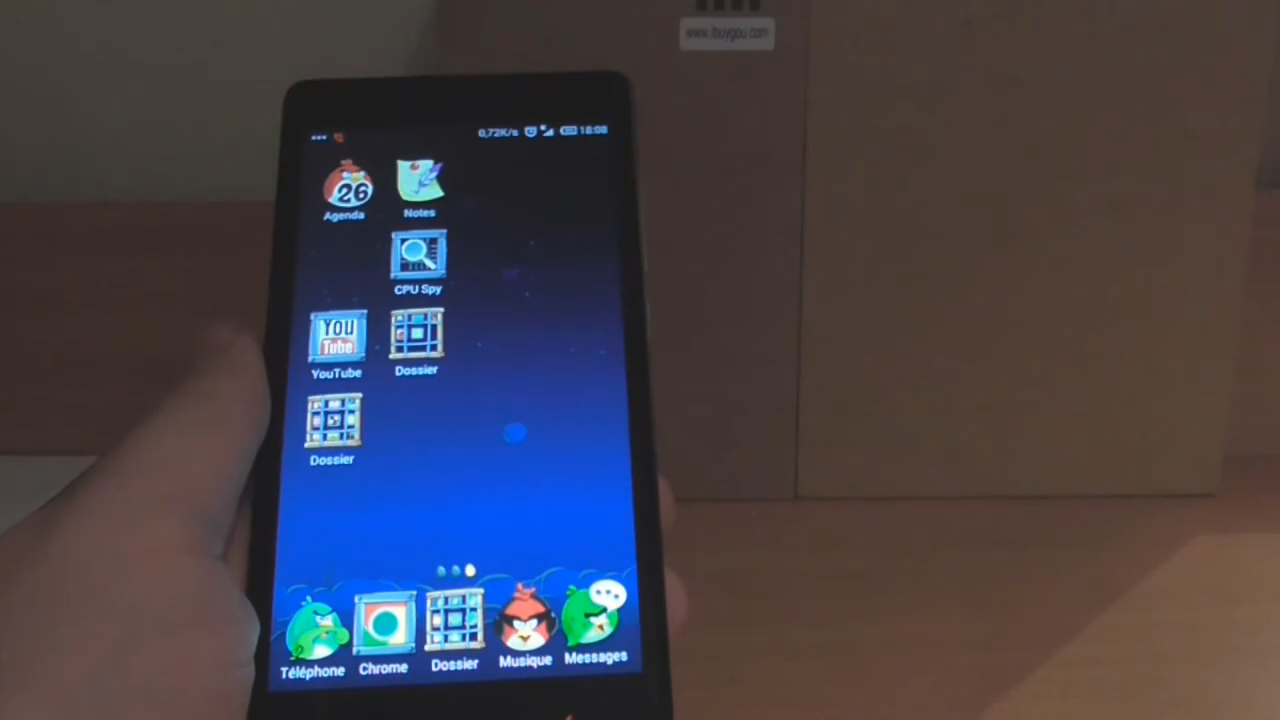 www.ibuygou.com
0,72K/s 18:08
26
Agenda Notes
CPU Spy
You
Tube
YouTube Dossier
Dossier
Téléphone Chrome Dossier Musique Messages